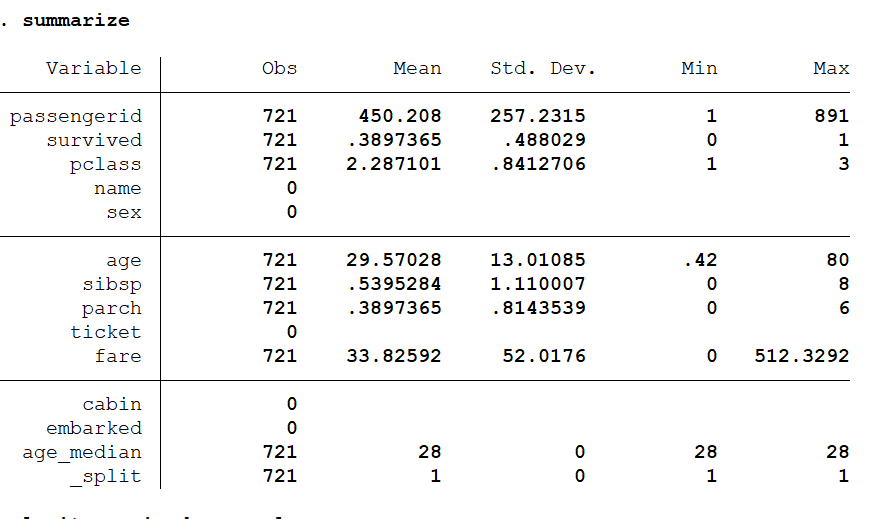 . summarize
Variable Obs Mean Std. Dev. Min Max
passengerid 721 450.208 257.2315 1 891
survived 721 .3897365 .488029 0 1
pclass 721 2.287101 .8412706 1 3
name 0
sex 0
age 721 29.57028 13.01085 .42 80
sibsp 721 .5395284 1.110007 0 8
parch 721 .3897365 .8143539 0 6
ticket 0
fare 721 33.82592 52.0176 0 512.3292
cabin 0
embarked 0
age_median 721 28 0 28 28
_split 721 1 0 1 1